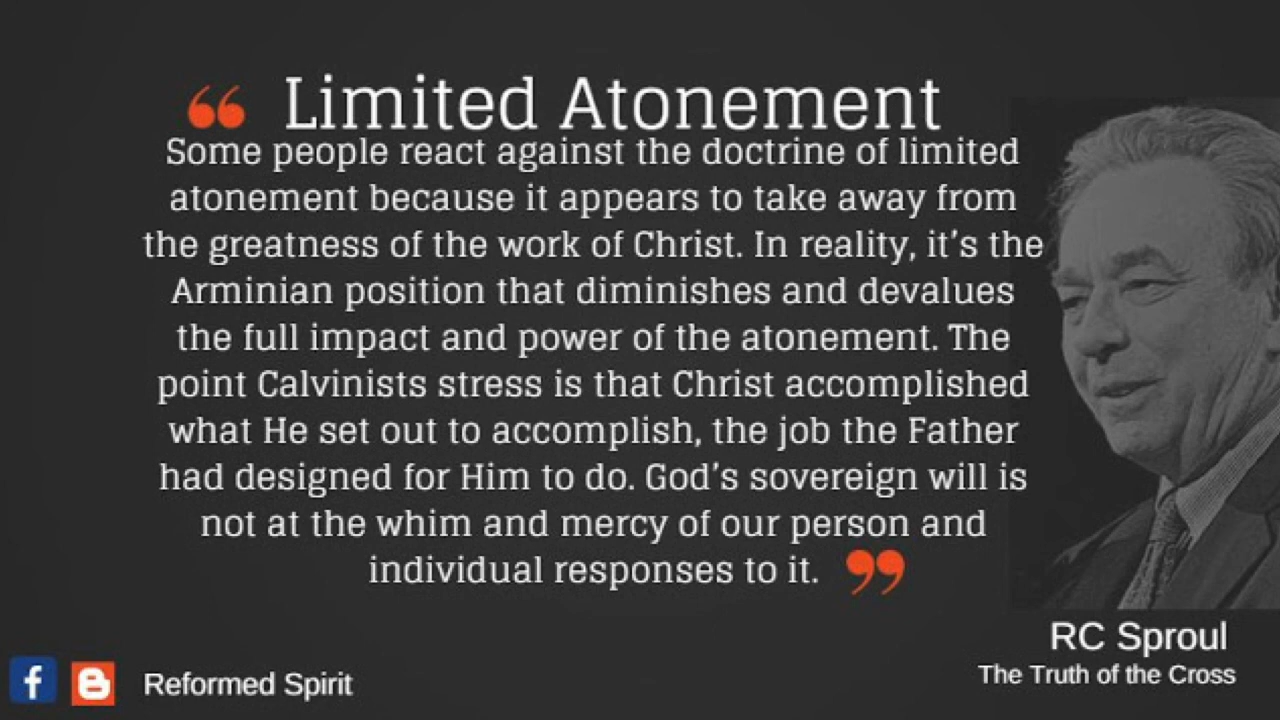 “ Limited Atonement
Some people react against the doctrine of limited
atonement because it appears to take away from
the greatness of the work of Christ. In reality, it’s the
Arminian position that diminishes and devalues
the full impact and power of the atonement. The
point Calvinists stress is that Christ accomplished
what He set out to accomplish, the job the Father
had designed for Him to do. God’s sovereign will is
not at the whim and mercy of our person and
individual responses to it. ”
RC Sproul
The Truth of the Cross
f B Reformed Spirit